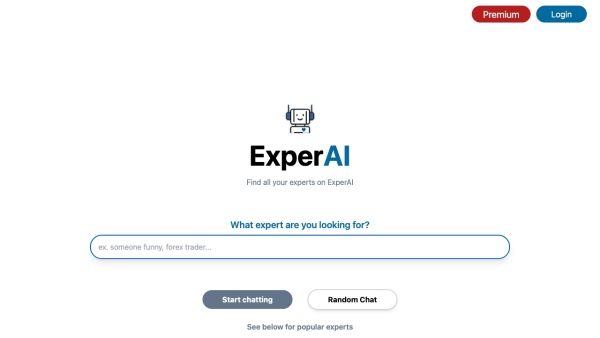 Premium Login
ExperAI
Find all your experts on ExperAI
What expert are you looking for?
ex. someone funny, forex trader...
Start chatting Random Chat
See below for popular experts